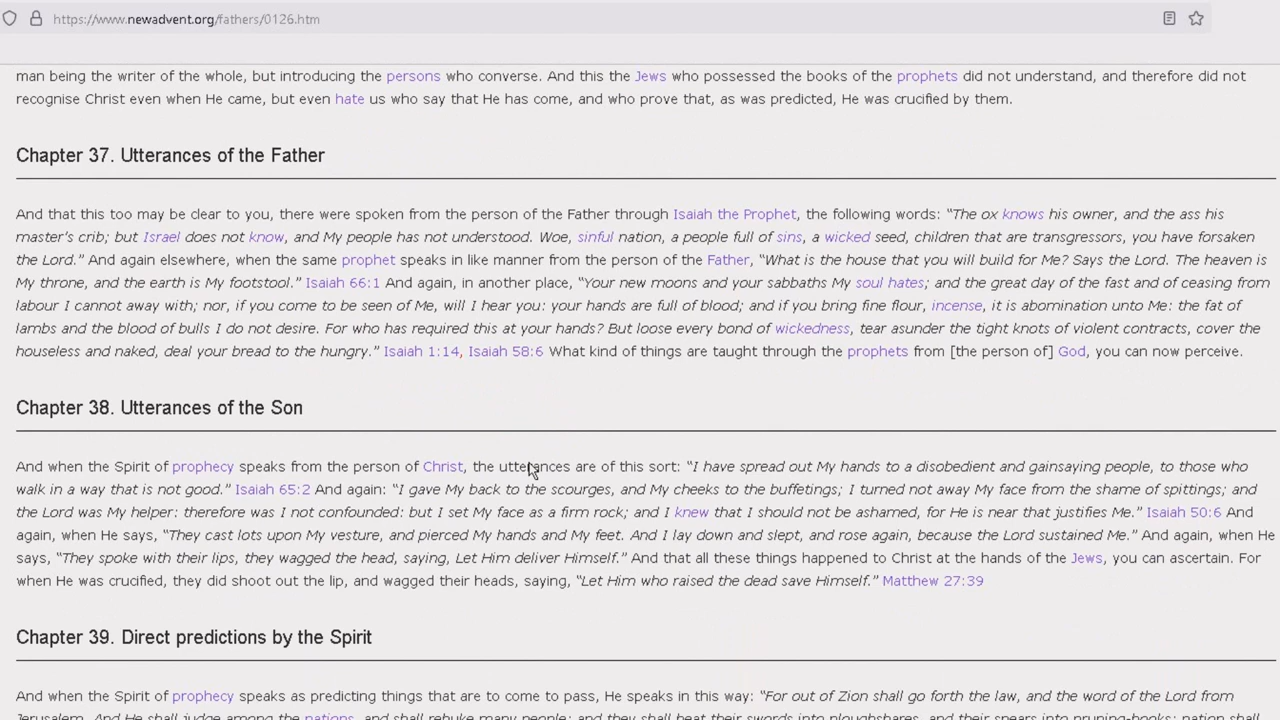 https://www.newadvent.org/fathers/0126.htm
man being the writer of the whole, but introducing the persons who converse. And this the Jews who possessed the books of the prophets did not understand, and therefore did not
recognise Christ even when He came, but even hate us who say that He has come, and who prove that, as was predicted, He was crucified by them.
Chapter 37. Utterances of the Father
And that this too may be clear to you, there were spoken from the person of the Father through Isaiah the Prophet, the following words: “The ox knows his owner, and the ass his
master's crib; but Israel does not know, and My people has not understood. Woe, sinful nation, a people full of sins, a wicked seed, children that are transgressors, you have forsaken
the Lord.” And again elsewhere, when the same prophet speaks in like manner from the person of the Father, “What is the house that you will build for Me? Says the Lord. The heaven is
My throne, and the earth is My footstool.” Isaiah 66:1 And again, in another place, “Your new moons and your sabbaths My soul hates; and the great day of the fast and of ceasing from
labour I cannot away with; nor, if you come to be seen of Me, will I hear you: your hands are full of blood; and if you bring fine flour, incense, it is abomination unto Me: the fat of
lambs and the blood of bulls I do not desire. For who has required this at your hands? But loose every bond of wickedness, tear asunder the tight knots of violent contracts, cover the
houseless and naked, deal your bread to the hungry.” Isaiah 1:14, Isaiah 58:6 What kind of things are taught through the prophets from [the person of] God, you can now perceive.
Chapter 38. Utterances of the Son
And when the Spirit of prophecy speaks from the person of Christ, the utterances are of this sort: “I have spread out My hands to a disobedient and gainsaying people, to those who
walk in a way that is not good.” Isaiah 65:2 And again: “I gave My back to the scourges, and My cheeks to the buffetings; I turned not away My face from the shame of spittings; and
the Lord was My helper: therefore was I not confounded: but I set My face as a firm rock; and I knew that I should not be ashamed, for He is near that justifies Me.” Isaiah 50:6 And
again, when He says, “They cast lots upon My vesture, and pierced My hands and My feet. And I lay down and slept, and rose again, because the Lord sustained Me.” And again, when He
says, “They spoke with their lips, they wagged the head, saying, Let Him deliver Himself.” And that all these things happened to Christ at the hands of the Jews, you can ascertain. For
when He was crucified, they did shoot out the lip, and wagged their heads, saying, “Let Him who raised the dead save Himself.” Matthew 27:39
Chapter 39. Direct predictions by the Spirit
And when the Spirit of prophecy speaks as predicting things that are to come to pass, He speaks in this way: “For out of Zion shall go forth the law, and the word of the Lord from
Jerusalem. And He shall judge among the nations, and shall rebuke many people; and they shall beat their swords into ploughshares, and their spears into pruning-books: nation shall